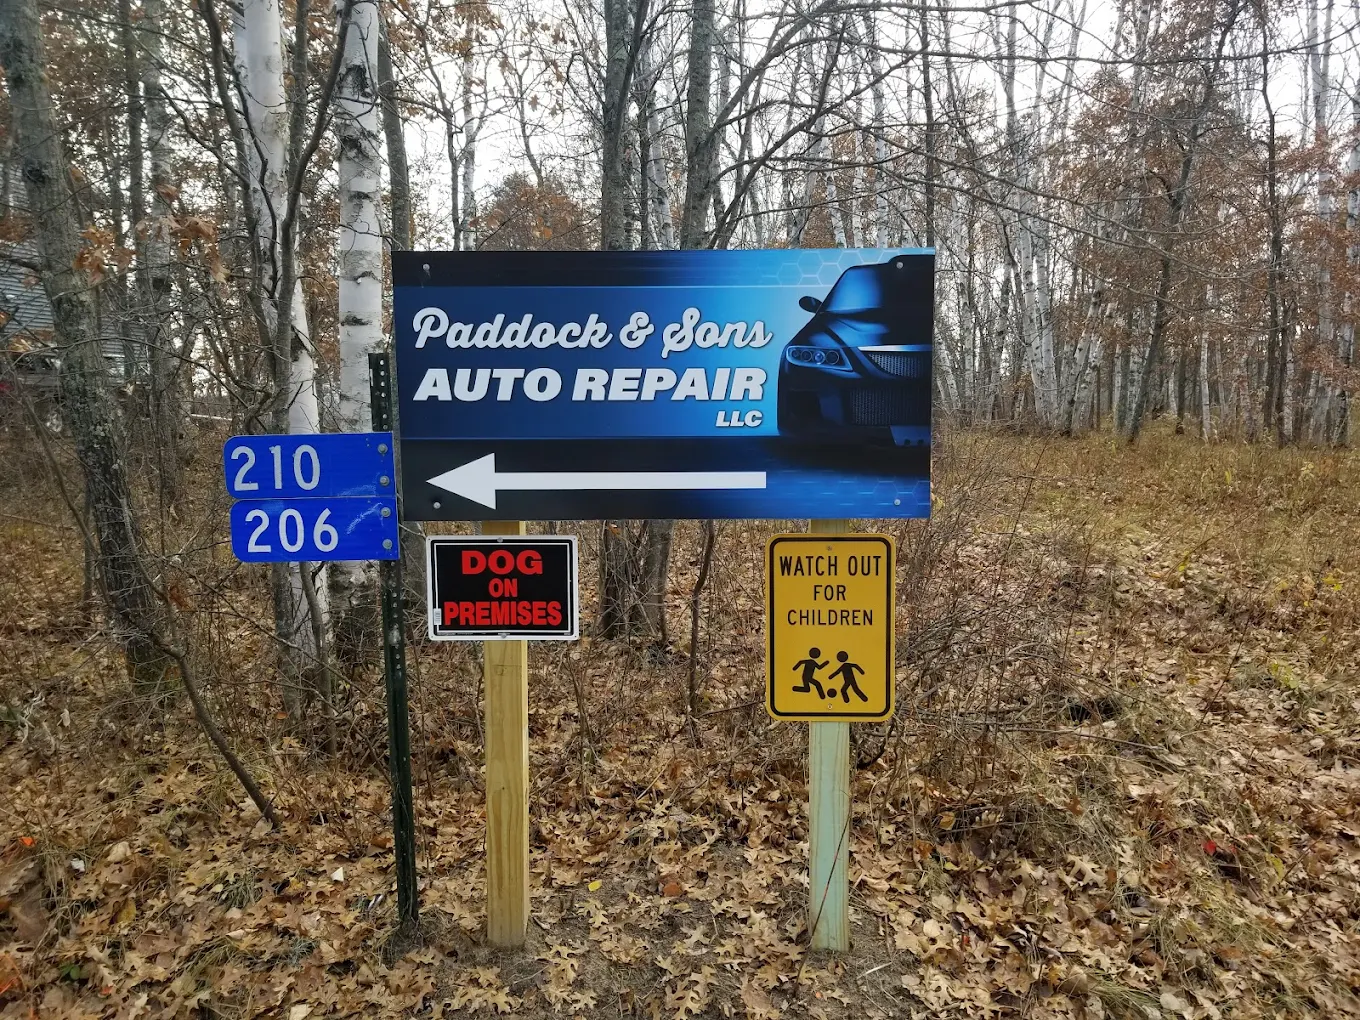 Paddock & Sons
AUTO REPAIR
LLC
210
206
DOG
ON
PREMISES
WATCH OUT
FOR
CHILDREN